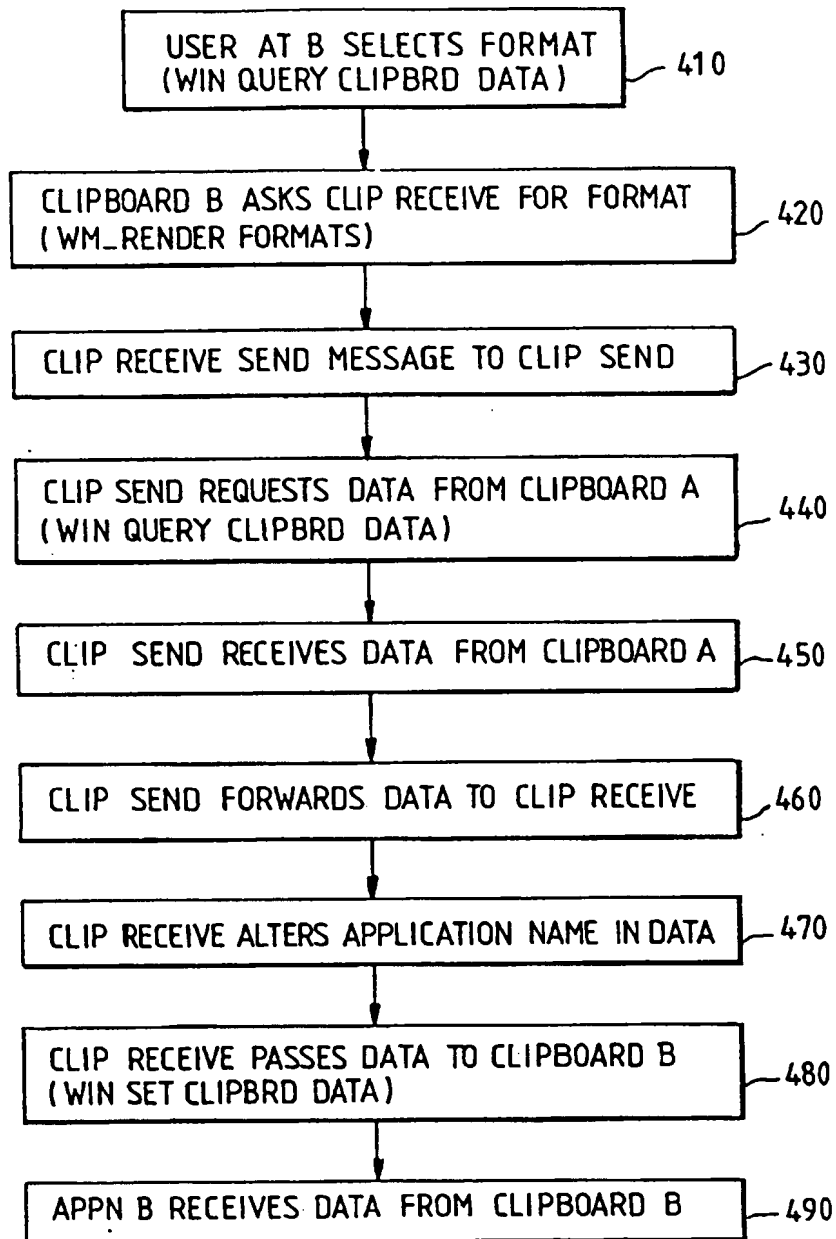 USER AT B SELECTS FORMAT
(WIN QUERY CLIPBRD DATA)
410
CLIPBOARD B ASKS CLIP RECEIVE FOR FORMAT
(WM_RENDER FORMATS)
420
CLIP RECEIVE SEND MESSAGE TO CLIP SEND
430
CLIP SEND REQUESTS DATA FROM CLIPBOARD A
(WIN QUERY CLIPBRD DATA)
440
CLIP SEND RECEIVES DATA FROM CLIPBOARD A
450
CLIP SEND FORWARDS DATA TO CLIP RECEIVE
460
CLIP RECEIVE ALTERS APPLICATION NAME IN DATA
470
CLIP RECEIVE PASSES DATA TO CLIPBOARD B
(WIN SET CLIPBRD DATA)
480
APPN B RECEIVES DATA FROM CLIPBOARD B
490